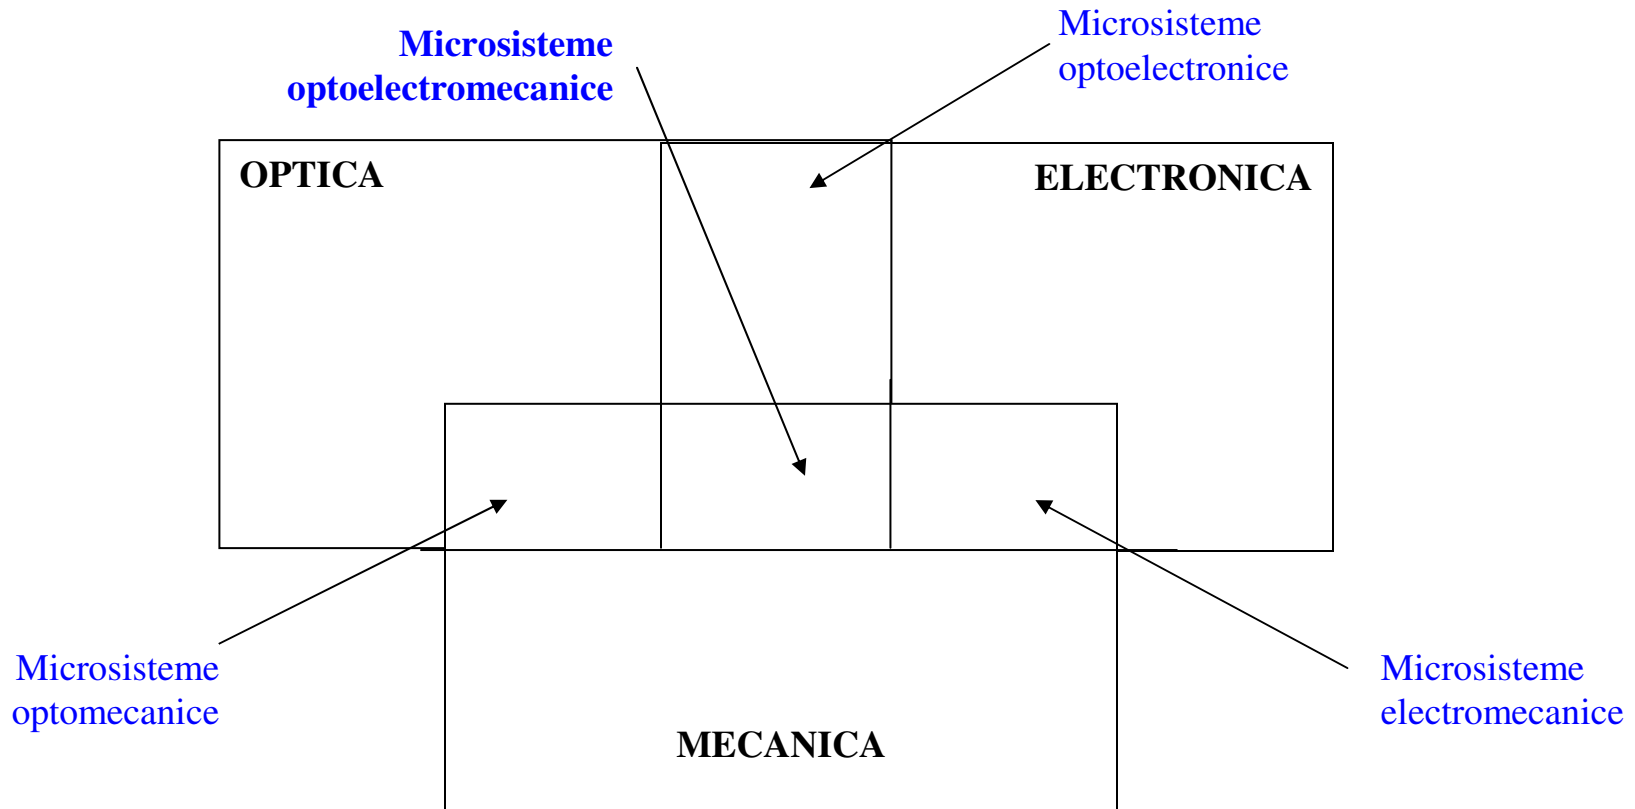 Microsisteme
optoelectromecanice
Microsisteme
optoelectronice
OPTICA
ELECTRONICA
Microsisteme
optomecanice
Microsisteme
electromecanice
MECANICA